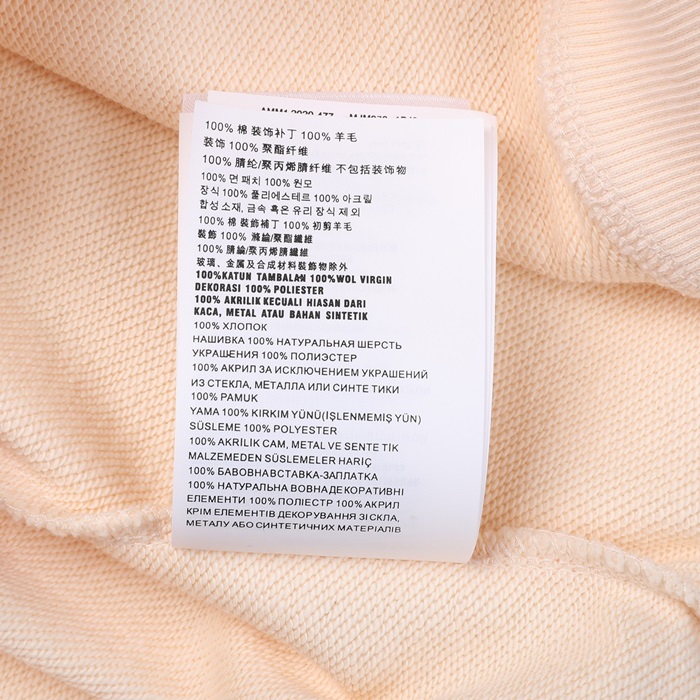 100% 棉 装饰补丁 100% 羊毛
装饰 100% 聚酯纤维
100% 腈纶/聚丙烯腈纤维 不包括装饰物
100% 면 패치 100% 원모
장식 100% 폴리에스테르 100% 아크릴
합성 소재, 금속 혹은 유리 장식 제외
100% 棉 裝飾補丁 100% 初剪羊毛
裝飾 100% 滌綸/聚酯纖維
100% 腈論/聚丙烯腈纖維
玻璃、金属及合成材料裝飾物除外
100%KATUN TAMBALAN 100%WOL VIRGIN
DEKORASI 100% POLIESTER
100% AKRILIK KECUALI HIASAN DARI
KACA, METAL ATAU BAHAN SINTETIK
100% ХЛОПОК
НАШИВКА 100% НАТУРАЛЬНАЯ ШЕРСТЬ
УКРАШЕНИЯ 100% ПОЛИЭСТЕР
100% АКРИЛ ЗА ИСКЛЮЧЕНИЕМ УКРАШЕНИЙ
ИЗ СТЕКЛА, МЕТАЛЛА ИЛИ СИНТЕ ТИКИ
100% PAMUK
YAMA 100% KIRKIM YÜNÜ(İŞLENMEMİŞ YÜN)
SÜSLEME 100% POLYESTER
100% AKRİLİK CAM, METAL VE SENTE TİK
MALZEMEDEN SÜSLEMELER HARİÇ
100% БАВОВНАВСТАВКА-ЗАПЛАТКА
100% НАТУРАЛЬНА ВОВНАДЕКОРАТИВНІ
ЕЛЕМЕНТИ 100% ПОЛІЕСТР 100% АКРИЛ
КРІМ ЕЛЕМЕНТІВ ДЕКОРУВАННЯ ЗІ СКЛА,
МЕТАЛУ АБО СИНТЕТИЧНИХ МАТЕРІАЛІВ